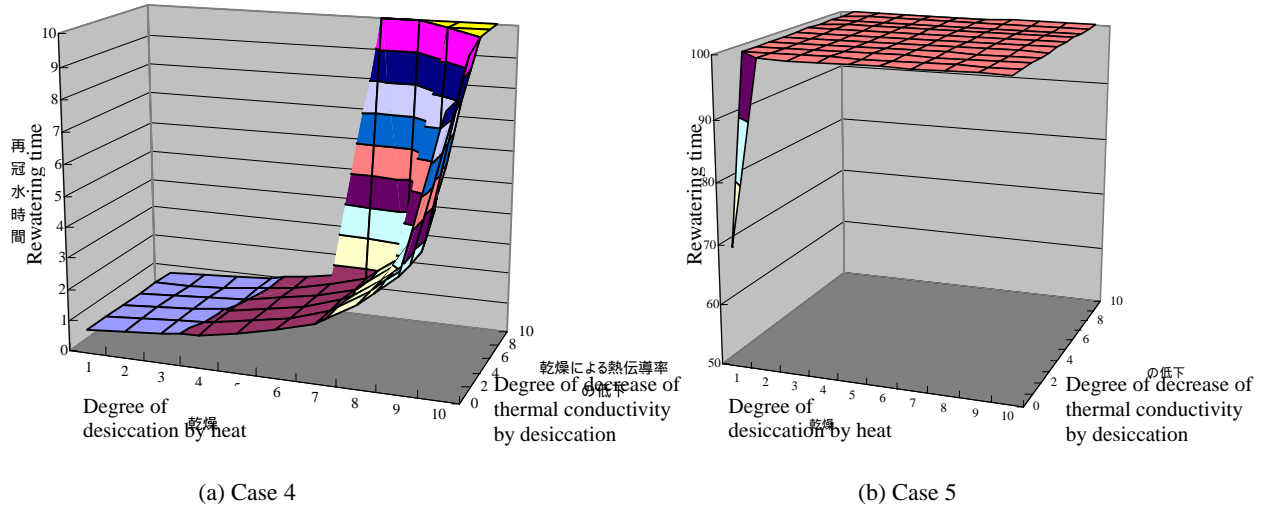 10
9
8
7
6
5
4
3
2
1
0
再冠水時間
Rewatering time
1 2 3 4 5 6 7 8 9 10
0 2 4 6 8 10
乾燥による熱伝導率
の低下
Degree of decrease of
thermal conductivity
by desiccation
Degree of
desiccation by heat
乾燥
(a) Case 4
100
90
80
70
60
50
Rewatering time
1 2 3 4 5 6 7 8 9 10
0 2 4 6 8 10
の低下
Degree of decrease of
thermal conductivity
by desiccation
Degree of
desiccation by heat
乾燥
(b) Case 5